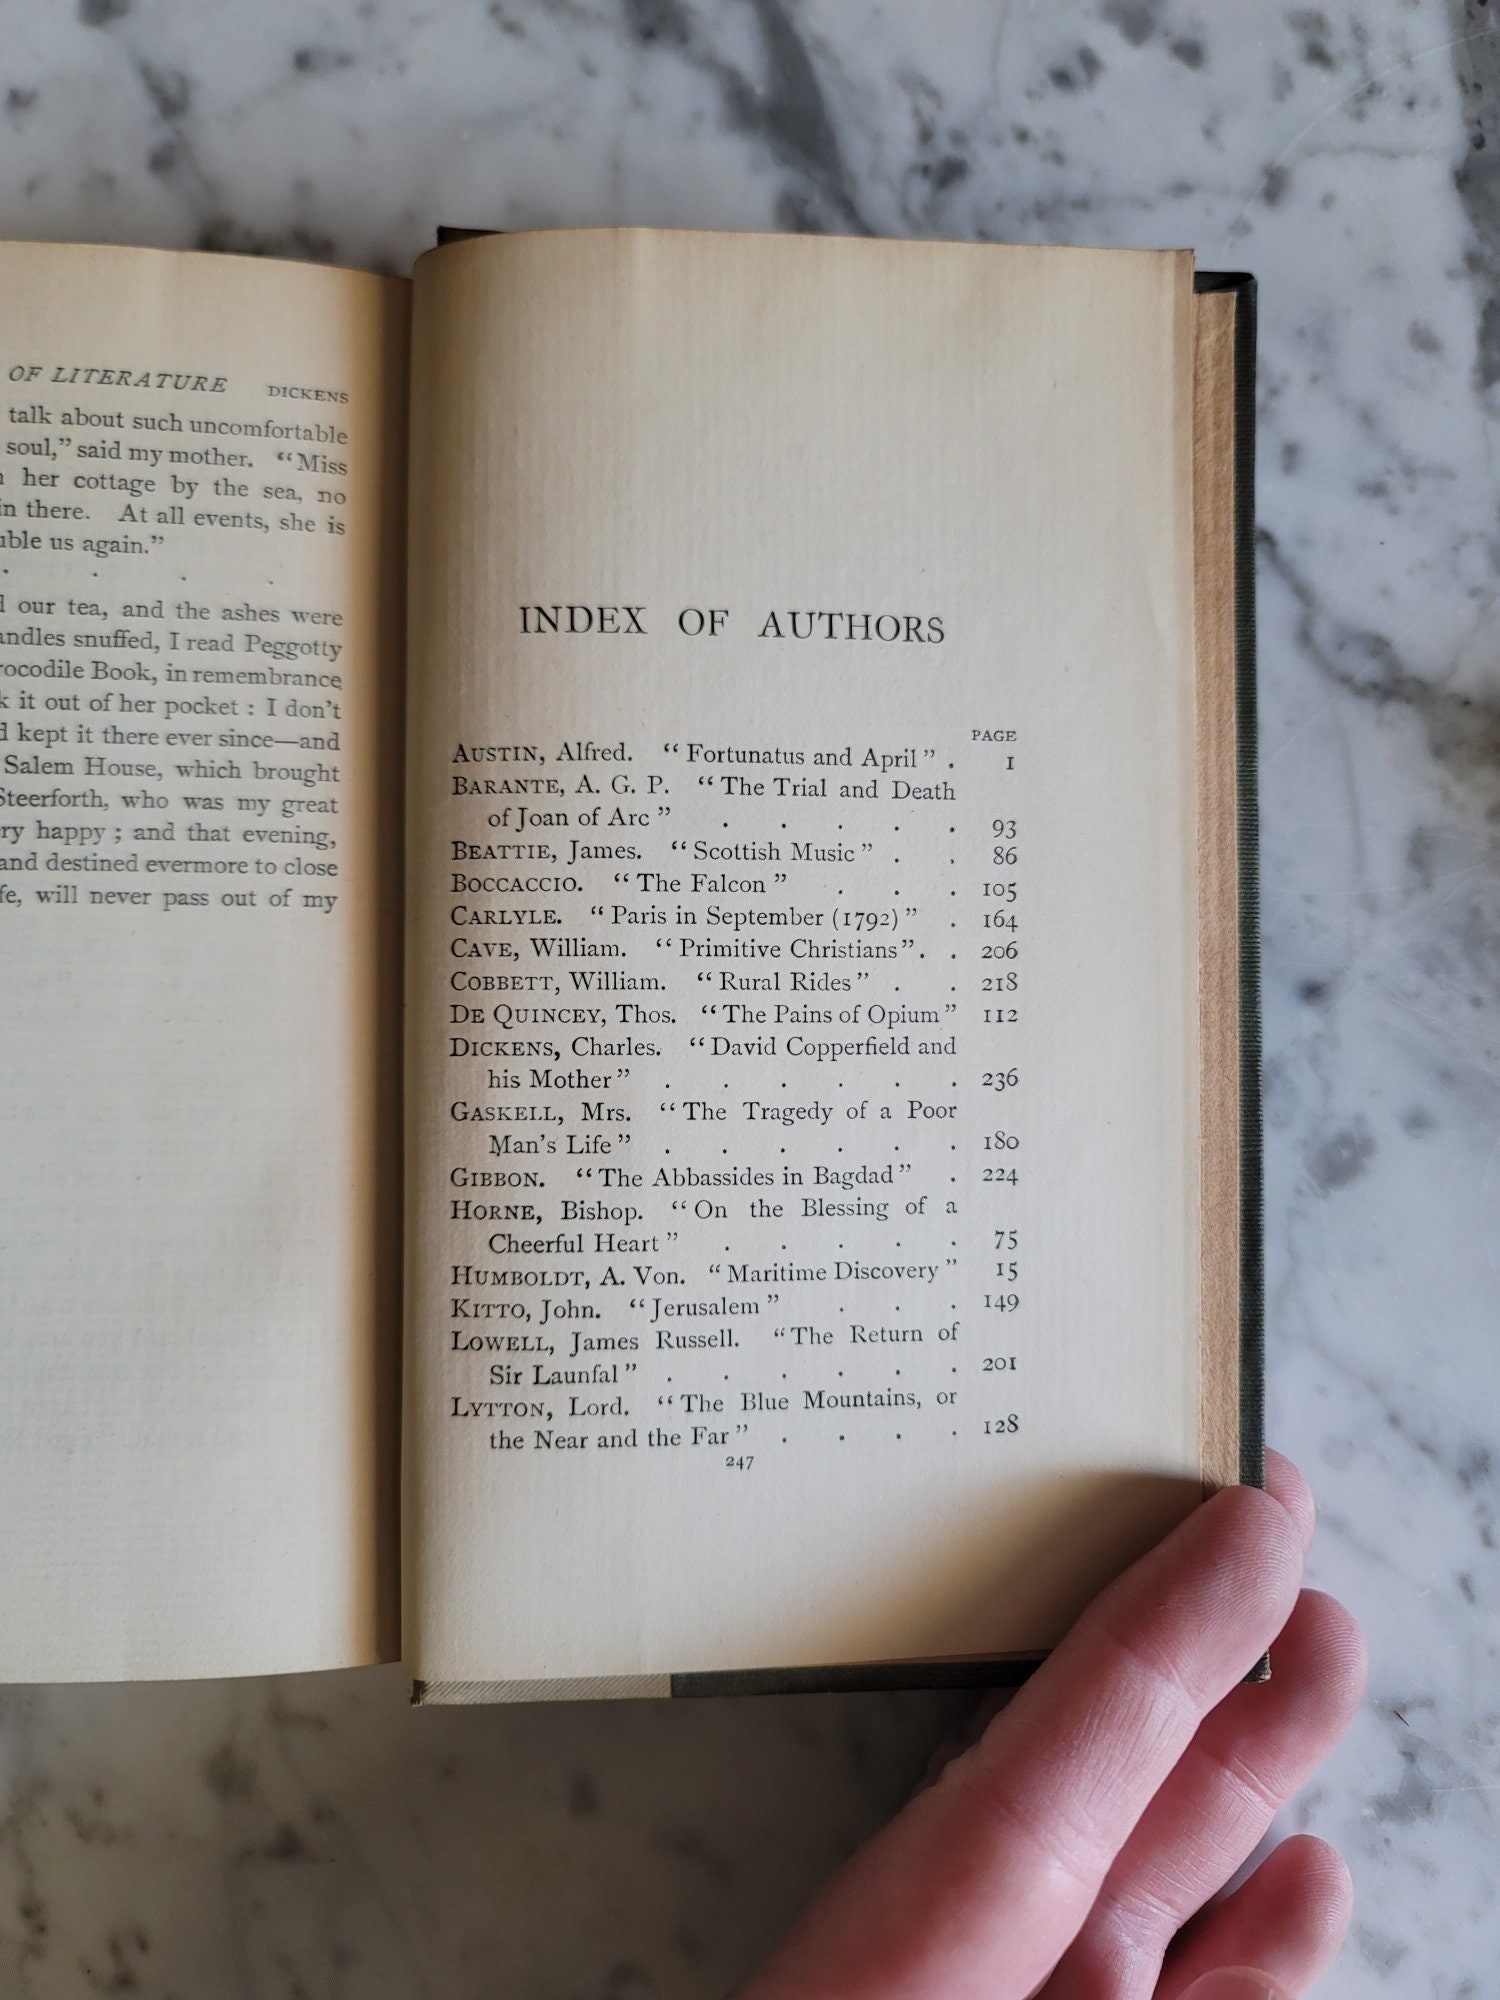 OF LITERATURE DICKENS
talk about such uncomfortable
soul,” said my mother. “Miss
her cottage by the sea, no
in there. At all events, she is
us again.”
our tea, and the ashes were
snuffed, I read Peggotty
Book, in remembrance
it out of her pocket : I don’t
kept it there ever since—and
Salem House, which brought
Steerforth, who was my great
happy ; and that evening,
and destined evermore to close
will never pass out of my
INDEX OF AUTHORS
PAGE
AUSTIN, Alfred. “Fortunatus and April” . 1
BARANTE, A. G. P. “The Trial and Death
of Joan of Arc” . . . . . 93
BEATTIE, James. “Scottish Music” . . 86
BOCCACCIO. “The Falcon” . . . 105
CARLYLE. “Paris in September (1792)” . 164
CAVE, William. “Primitive Christians”. . 206
COBBETT, William. “Rural Rides” . . 218
DE QUINCEY, Thos. “The Pains of Opium” 112
DICKENS, Charles. “David Copperfield and
his Mother” . . . . . . 236
GASKELL, Mrs. “The Tragedy of a Poor
Man’s Life” . . . . . . 180
GIBBON. “The Abbassides in Bagdad” . 224
HORNE, Bishop. “On the Blessing of a
Cheerful Heart” . . . . . 75
HUMBOLDT, A. Von. “Maritime Discovery” 15
KITTO, John. “Jerusalem” . . . 149
LOWELL, James Russell. “The Return of
Sir Launfal” . . . . . . 201
LYTTON, Lord. “The Blue Mountains, or
the Near and the Far” . . . . 128
247